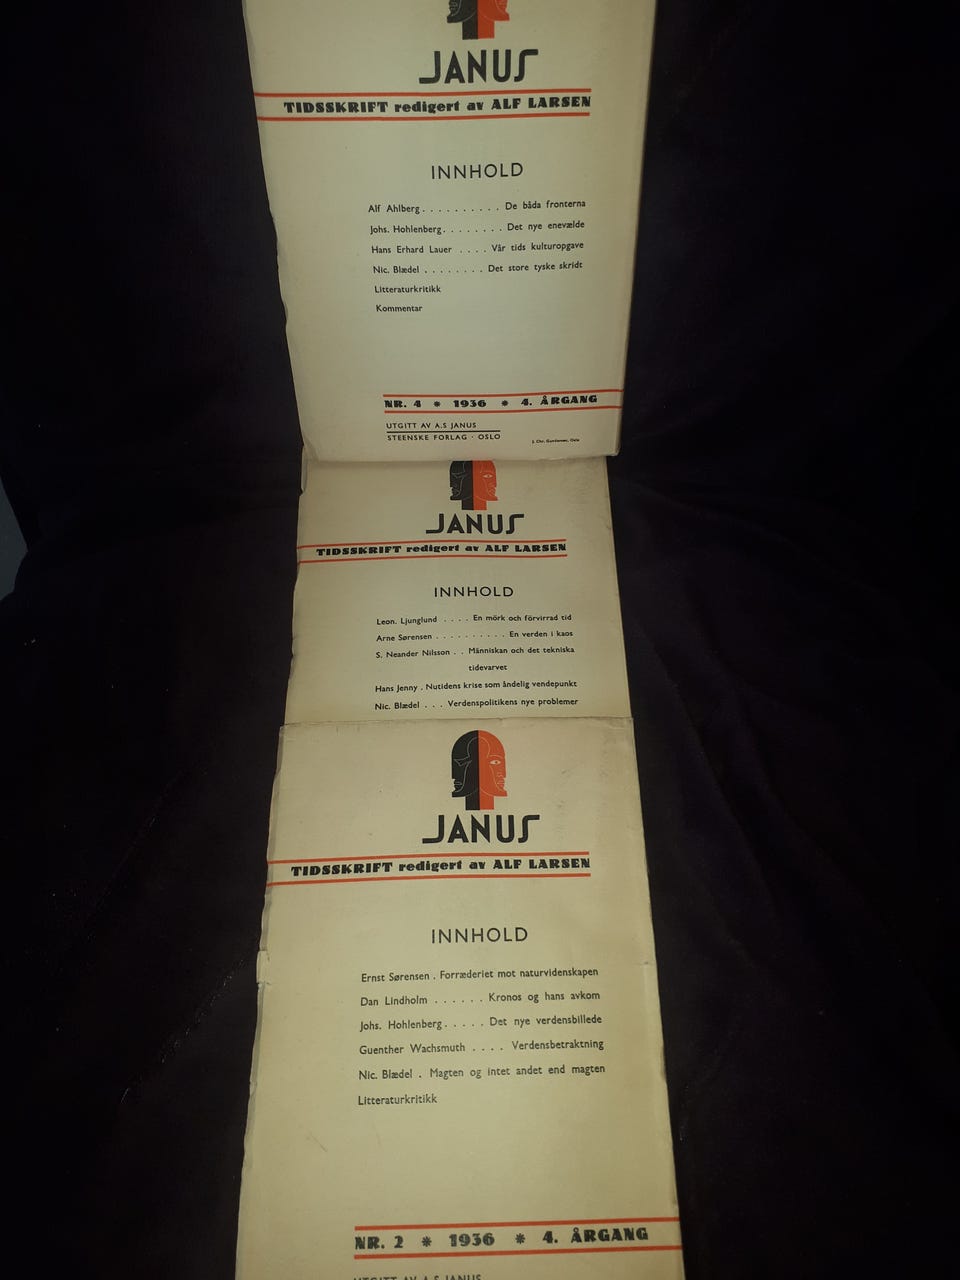 JANUS
TIDSSKRIFT redigert av ALF LARSEN
INNHOLD
Alf Ahlberg . . . . . . . . . . De båda fronterna
Johs. Hohlenberg . . . . . . . . Det nye enevælde
Hans Erhard Lauer . . . . Vår tids kulturopgave
Nic. Blædel . . . . . . . . Det store tyske skridt
Litteraturkritikk
Kommentar
NR. 4 * 1936 * 4. ÅRGANG
UTGITT AV A.S JANUS
STEENSKE FORLAG · OSLO
J. Chr. Gundersen, Oslo
JANUS
TIDSSKRIFT redigert av ALF LARSEN
INNHOLD
Leon. Ljunglund . . . . En mörk och förvirrad tid
Arne Sørensen . . . . . . . . . . En verden i kaos
S. Neander Nilsson . . Människan och det tekniska
tidevarvet
Hans Jenny . Nutidens krise som åndelig vendepunkt
Nic. Blædel . . . Verdenspolitikens nye problemer
JANUS
TIDSSKRIFT redigert av ALF LARSEN
INNHOLD
Ernst Sørensen . Forræderiet mot naturvidenskapen
Dan Lindholm . . . . . . Kronos og hans avkom
Johs. Hohlenberg . . . . . Det nye verdensbillede
Guenther Wachsmuth . . . . Verdensbetraktning
Nic. Blædel . Magten og intet andet end magten
Litteraturkritikk
NR. 2 * 1936 * 4. ÅRGANG
UTGITT AV A.S JANUS